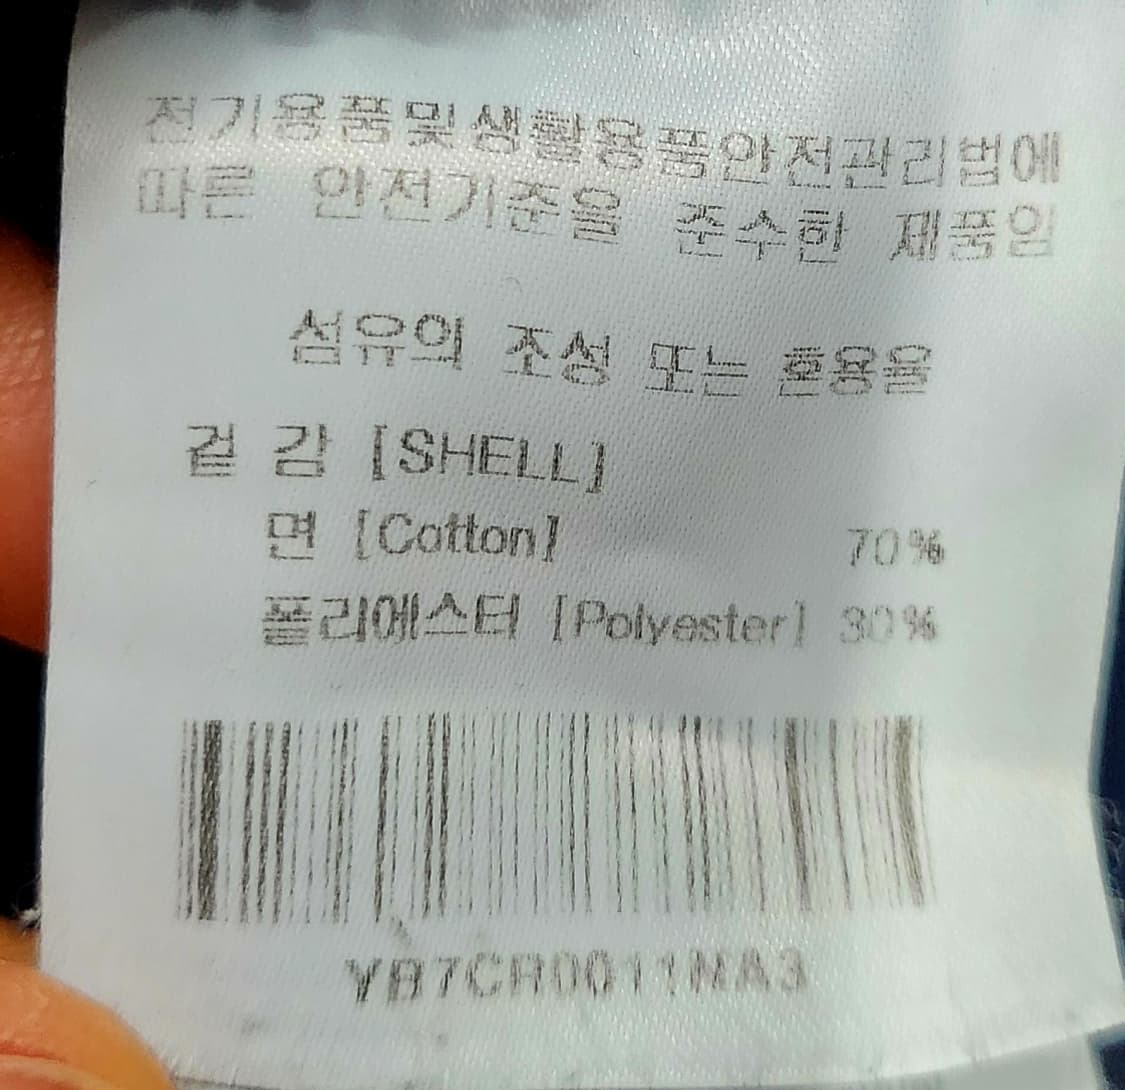 전기용품및생활용품안전관리법에
따른 안전기준을 준수한 제품임
섬유의 조성 또는 혼용율
겉 감 [SHELL]
면 [Cotton] 70%
폴리에스터 [Polyester] 30%
YB7CR0011MA3